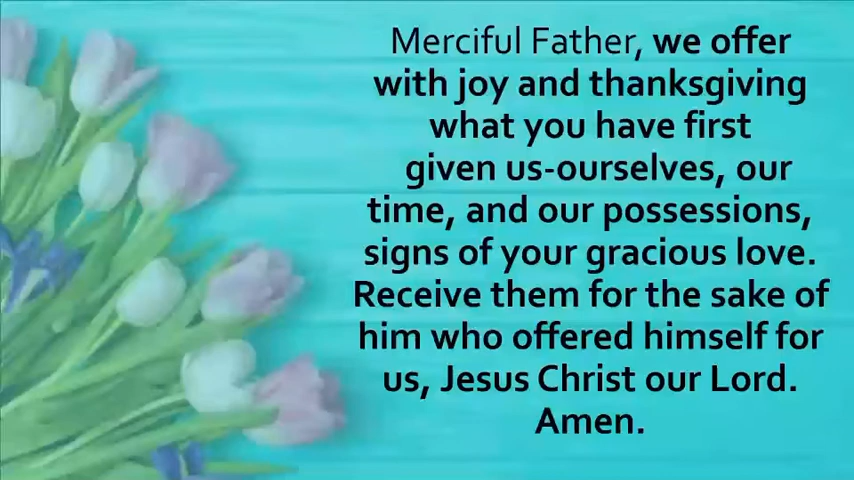 Merciful Father, we offer
with joy and thanksgiving
what you have first
given us-ourselves, our
time, and our possessions,
signs of your gracious love.
Receive them for the sake of
him who offered himself for
us, Jesus Christ our Lord.
Amen.